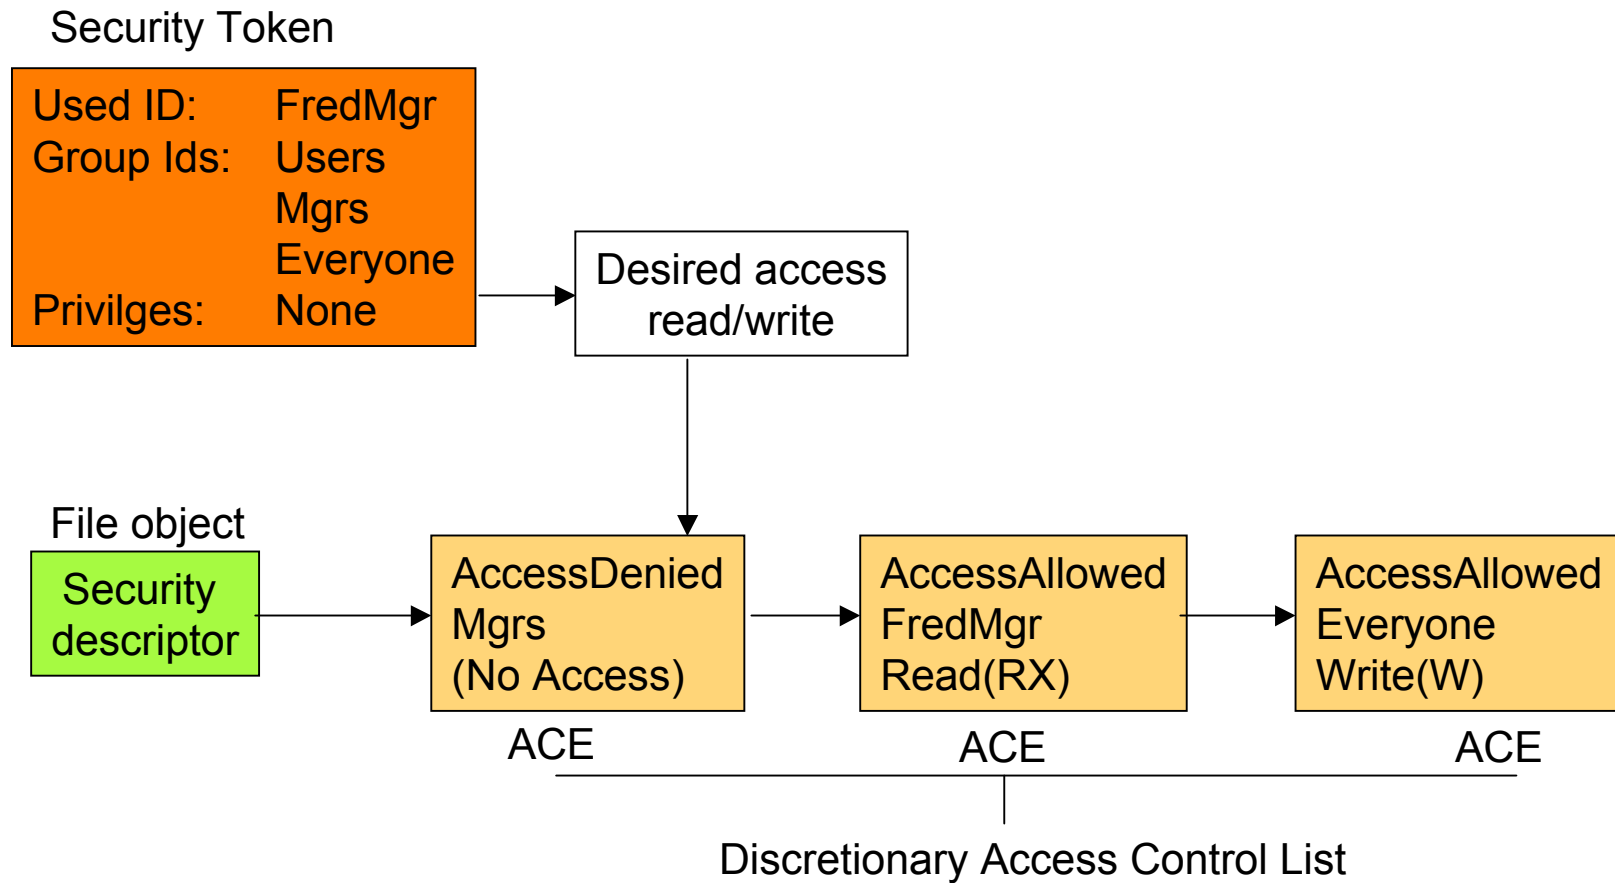 Security Token
Used ID: FredMgr
Group Ids: Users
Mgrs
Everyone
Privilges: None
Desired access
read/write
File object
Security
descriptor
AccessDenied
Mgrs
(No Access)
AccessAllowed
FredMgr
Read(RX)
AccessAllowed
Everyone
Write(W)
ACE
ACE
ACE
Discretionary Access Control List